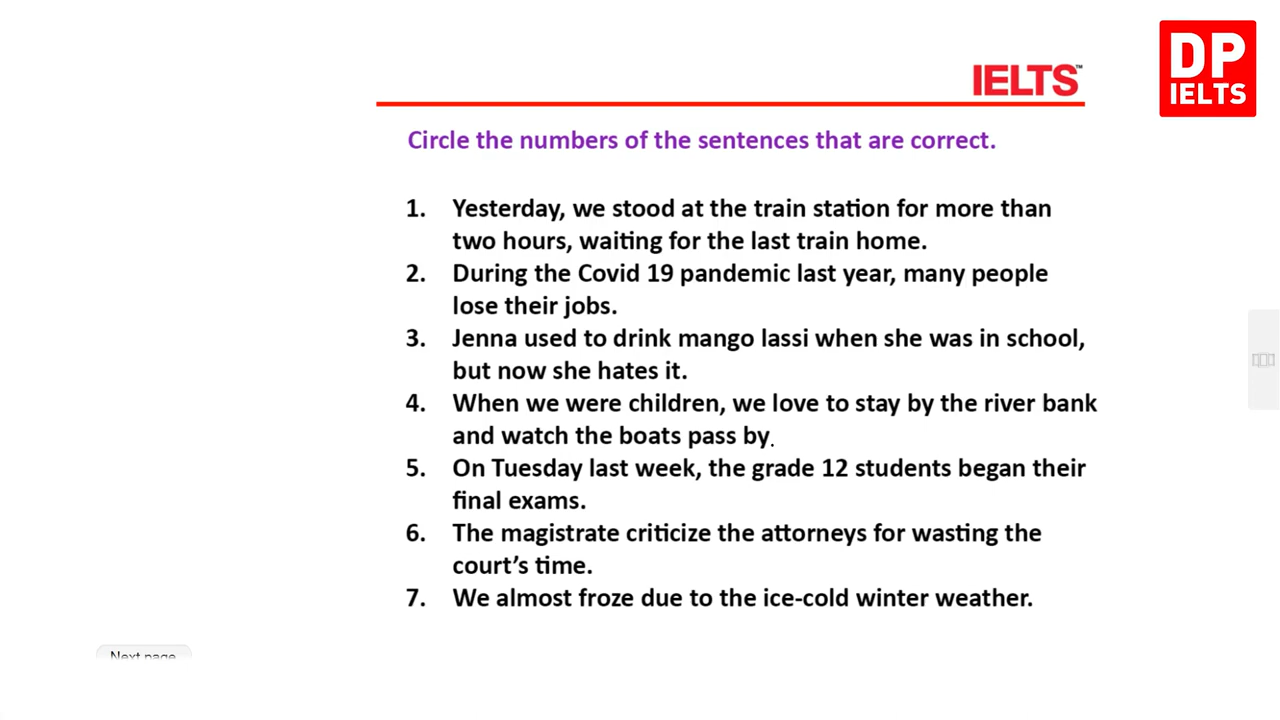 DP
IELTS
IELTS™
Circle the numbers of the sentences that are correct.
1. Yesterday, we stood at the train station for more than
two hours, waiting for the last train home.
2. During the Covid 19 pandemic last year, many people
lose their jobs.
3. Jenna used to drink mango lassi when she was in school,
but now she hates it.
4. When we were children, we love to stay by the river bank
and watch the boats pass by.
5. On Tuesday last week, the grade 12 students began their
final exams.
6. The magistrate criticize the attorneys for wasting the
court’s time.
7. We almost froze due to the ice-cold winter weather.
Next page